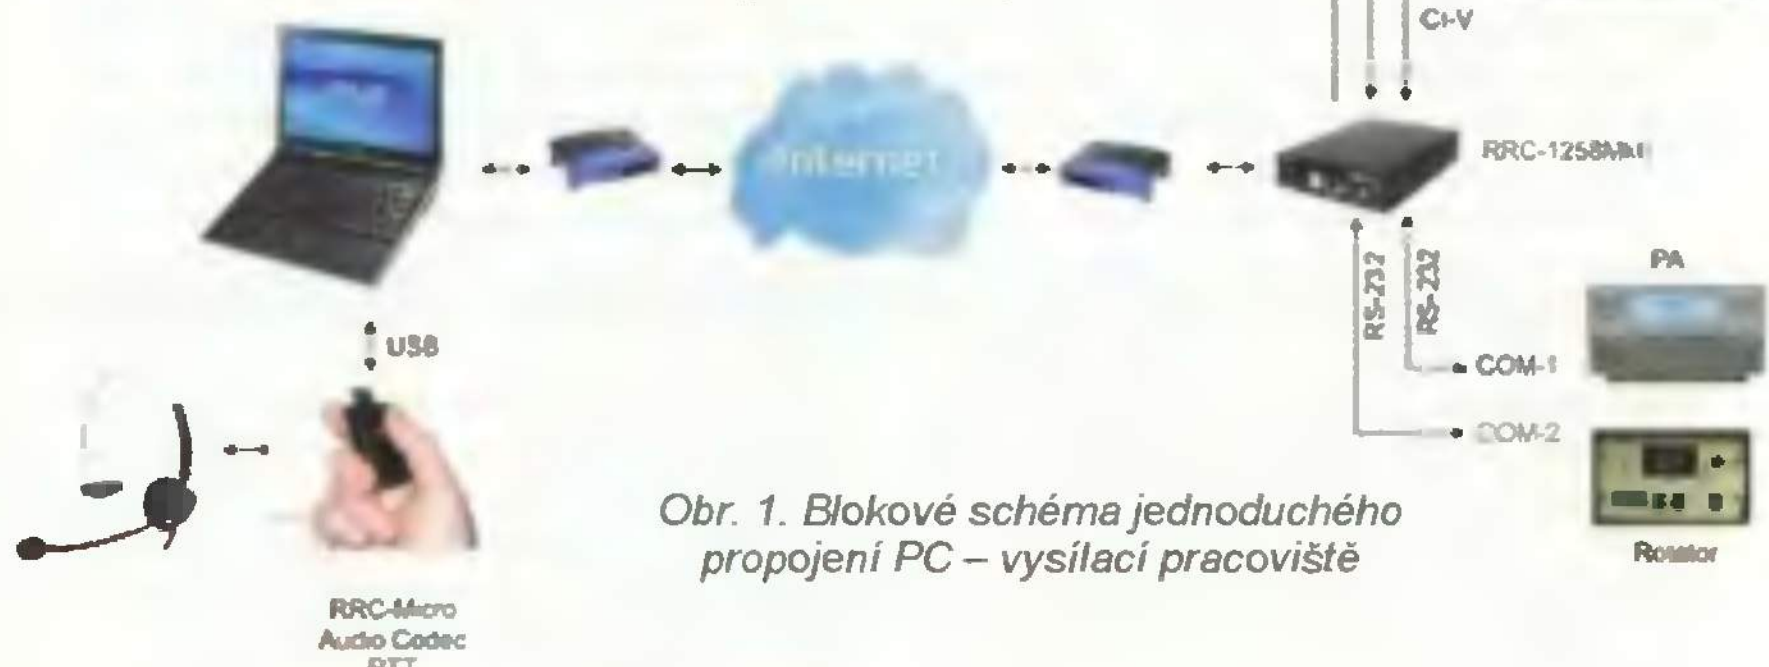 CI-V
Internet
RRC-1258MkII
RS-232
RS-232
PA
USB
COM-1
COM-2
Obr. 1. Blokové schéma jednoduchého
propojení PC – vysílací pracoviště
Rotator
RRC-Micro
Audio Codec
PTT